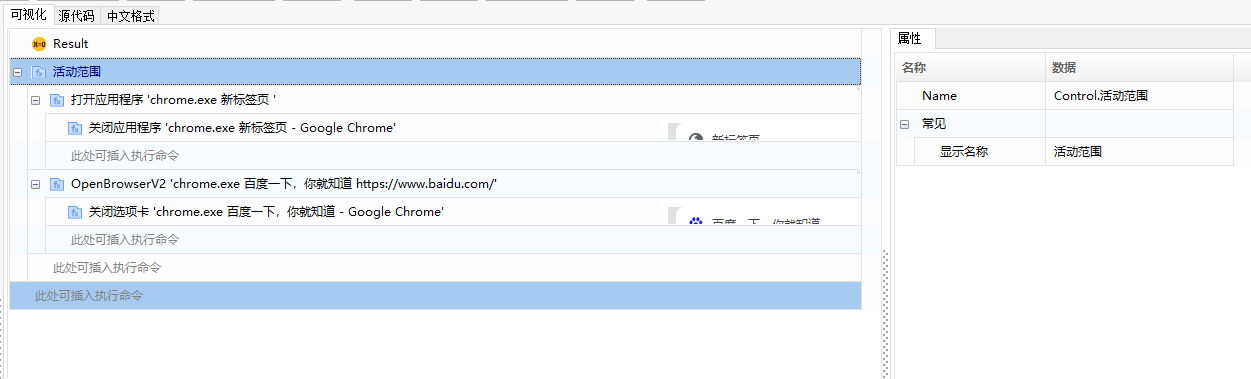 可视化 源代码 中文格式
Result
活动范围
打开应用程序 'chrome.exe 新标签页 '
关闭应用程序 'chrome.exe 新标签页 - Google Chrome'
新标签页
此处可插入执行命令
OpenBrowserV2 'chrome.exe 百度一下，你就知道 https://www.baidu.com/'
关闭选项卡 'chrome.exe 百度一下，你就知道 - Google Chrome'
百度一下，你就知道
此处可插入执行命令
此处可插入执行命令
此处可插入执行命令
属性
名称 数据
Name Control.活动范围
常见
显示名称 活动范围